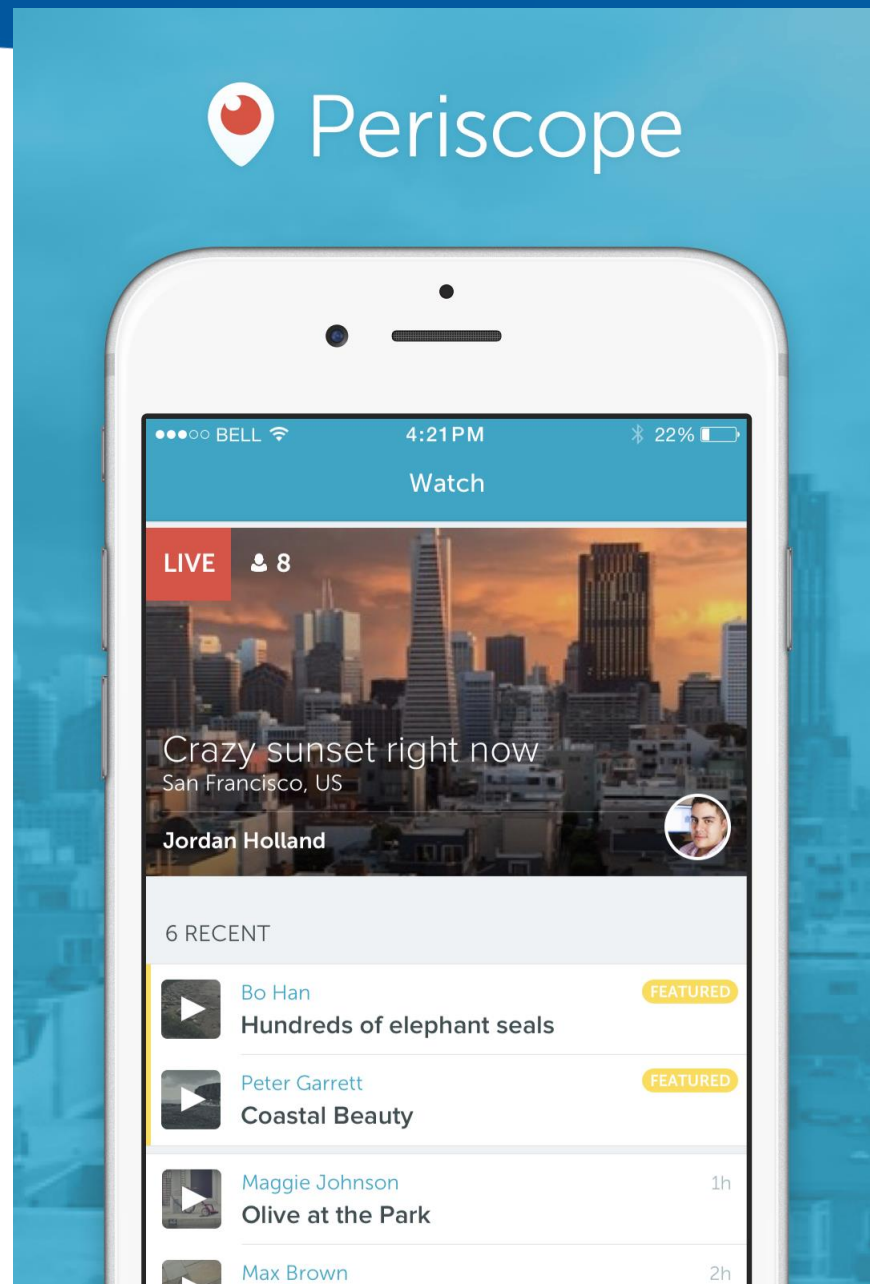 Periscope
BELL 4:21PM 22%
Watch
LIVE 8
Crazy sunset right now
San Francisco, US
Jordan Holland
6 RECENT
Bo Han FEATURED
Hundreds of elephant seals
Peter Garrett FEATURED
Coastal Beauty
Maggie Johnson 1h
Olive at the Park
Max Brown 2h